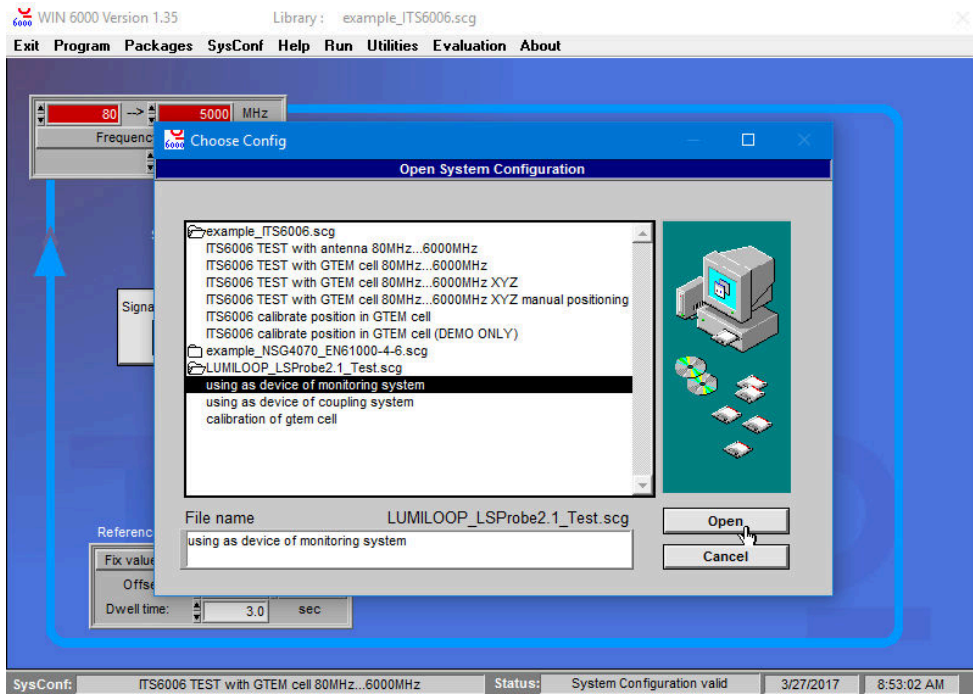 6000 WIN 6000 Version 1.35 Library : example_ITS6006.scg
Exit Program Packages SysConf Help Run Utilities Evaluation About
80 --> 5000 MHz
6000 Choose Config
Open System Configuration
example_ITS6006.scg
ITS6006 TEST with antenna 80MHz...6000MHz
ITS6006 TEST with GTEM cell 80MHz...6000MHz
ITS6006 TEST with GTEM cell 80MHz...6000MHz XYZ
ITS6006 TEST with GTEM cell 80MHz...6000MHz XYZ manual positioning
ITS6006 calibrate position in GTEM cell
ITS6006 calibrate position in GTEM cell (DEMO ONLY)
example_NSG4070_EN61000-4-6.scg
LUMILOOP_LSProbe2.1_Test.scg
using as device of monitoring system
using as device of coupling system
calibration of gtem cell
File name LUMILOOP_LSProbe2.1_Test.scg
using as device of monitoring system
Open
Cancel
Frequenc
Signa
Referenc
Fix value
Offse
Dwell time: 3.0 sec
SysConf: ITS6006 TEST with GTEM cell 80MHz...6000MHz Status: System Configuration valid 3/27/2017 8:53:02 AM